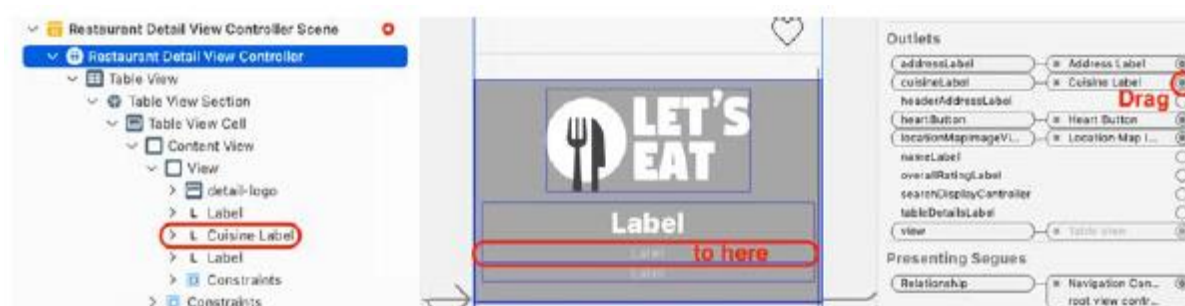 Restaurant Detail View Controller Scene
Restaurant Detail View Controller
Table View
Table View Section
Table View Cell
Content View
View
detail-logo
L Label
L Cuisine Label
L Label
Constraints
Constraints
LET'S
EAT
Label
Label
to here
Label
Outlets
addressLabel
Address Label
cuisineLabel
Cuisine Label
Drag
headerAddressLabel
heartButton
Heart Button
locationMapImageVi...
Location Map I...
nameLabel
overallRatingLabel
searchDisplayController
tableDetailsLabel
view
Table View
Presenting Segues
Relationship
Navigation Con...
root view contr...